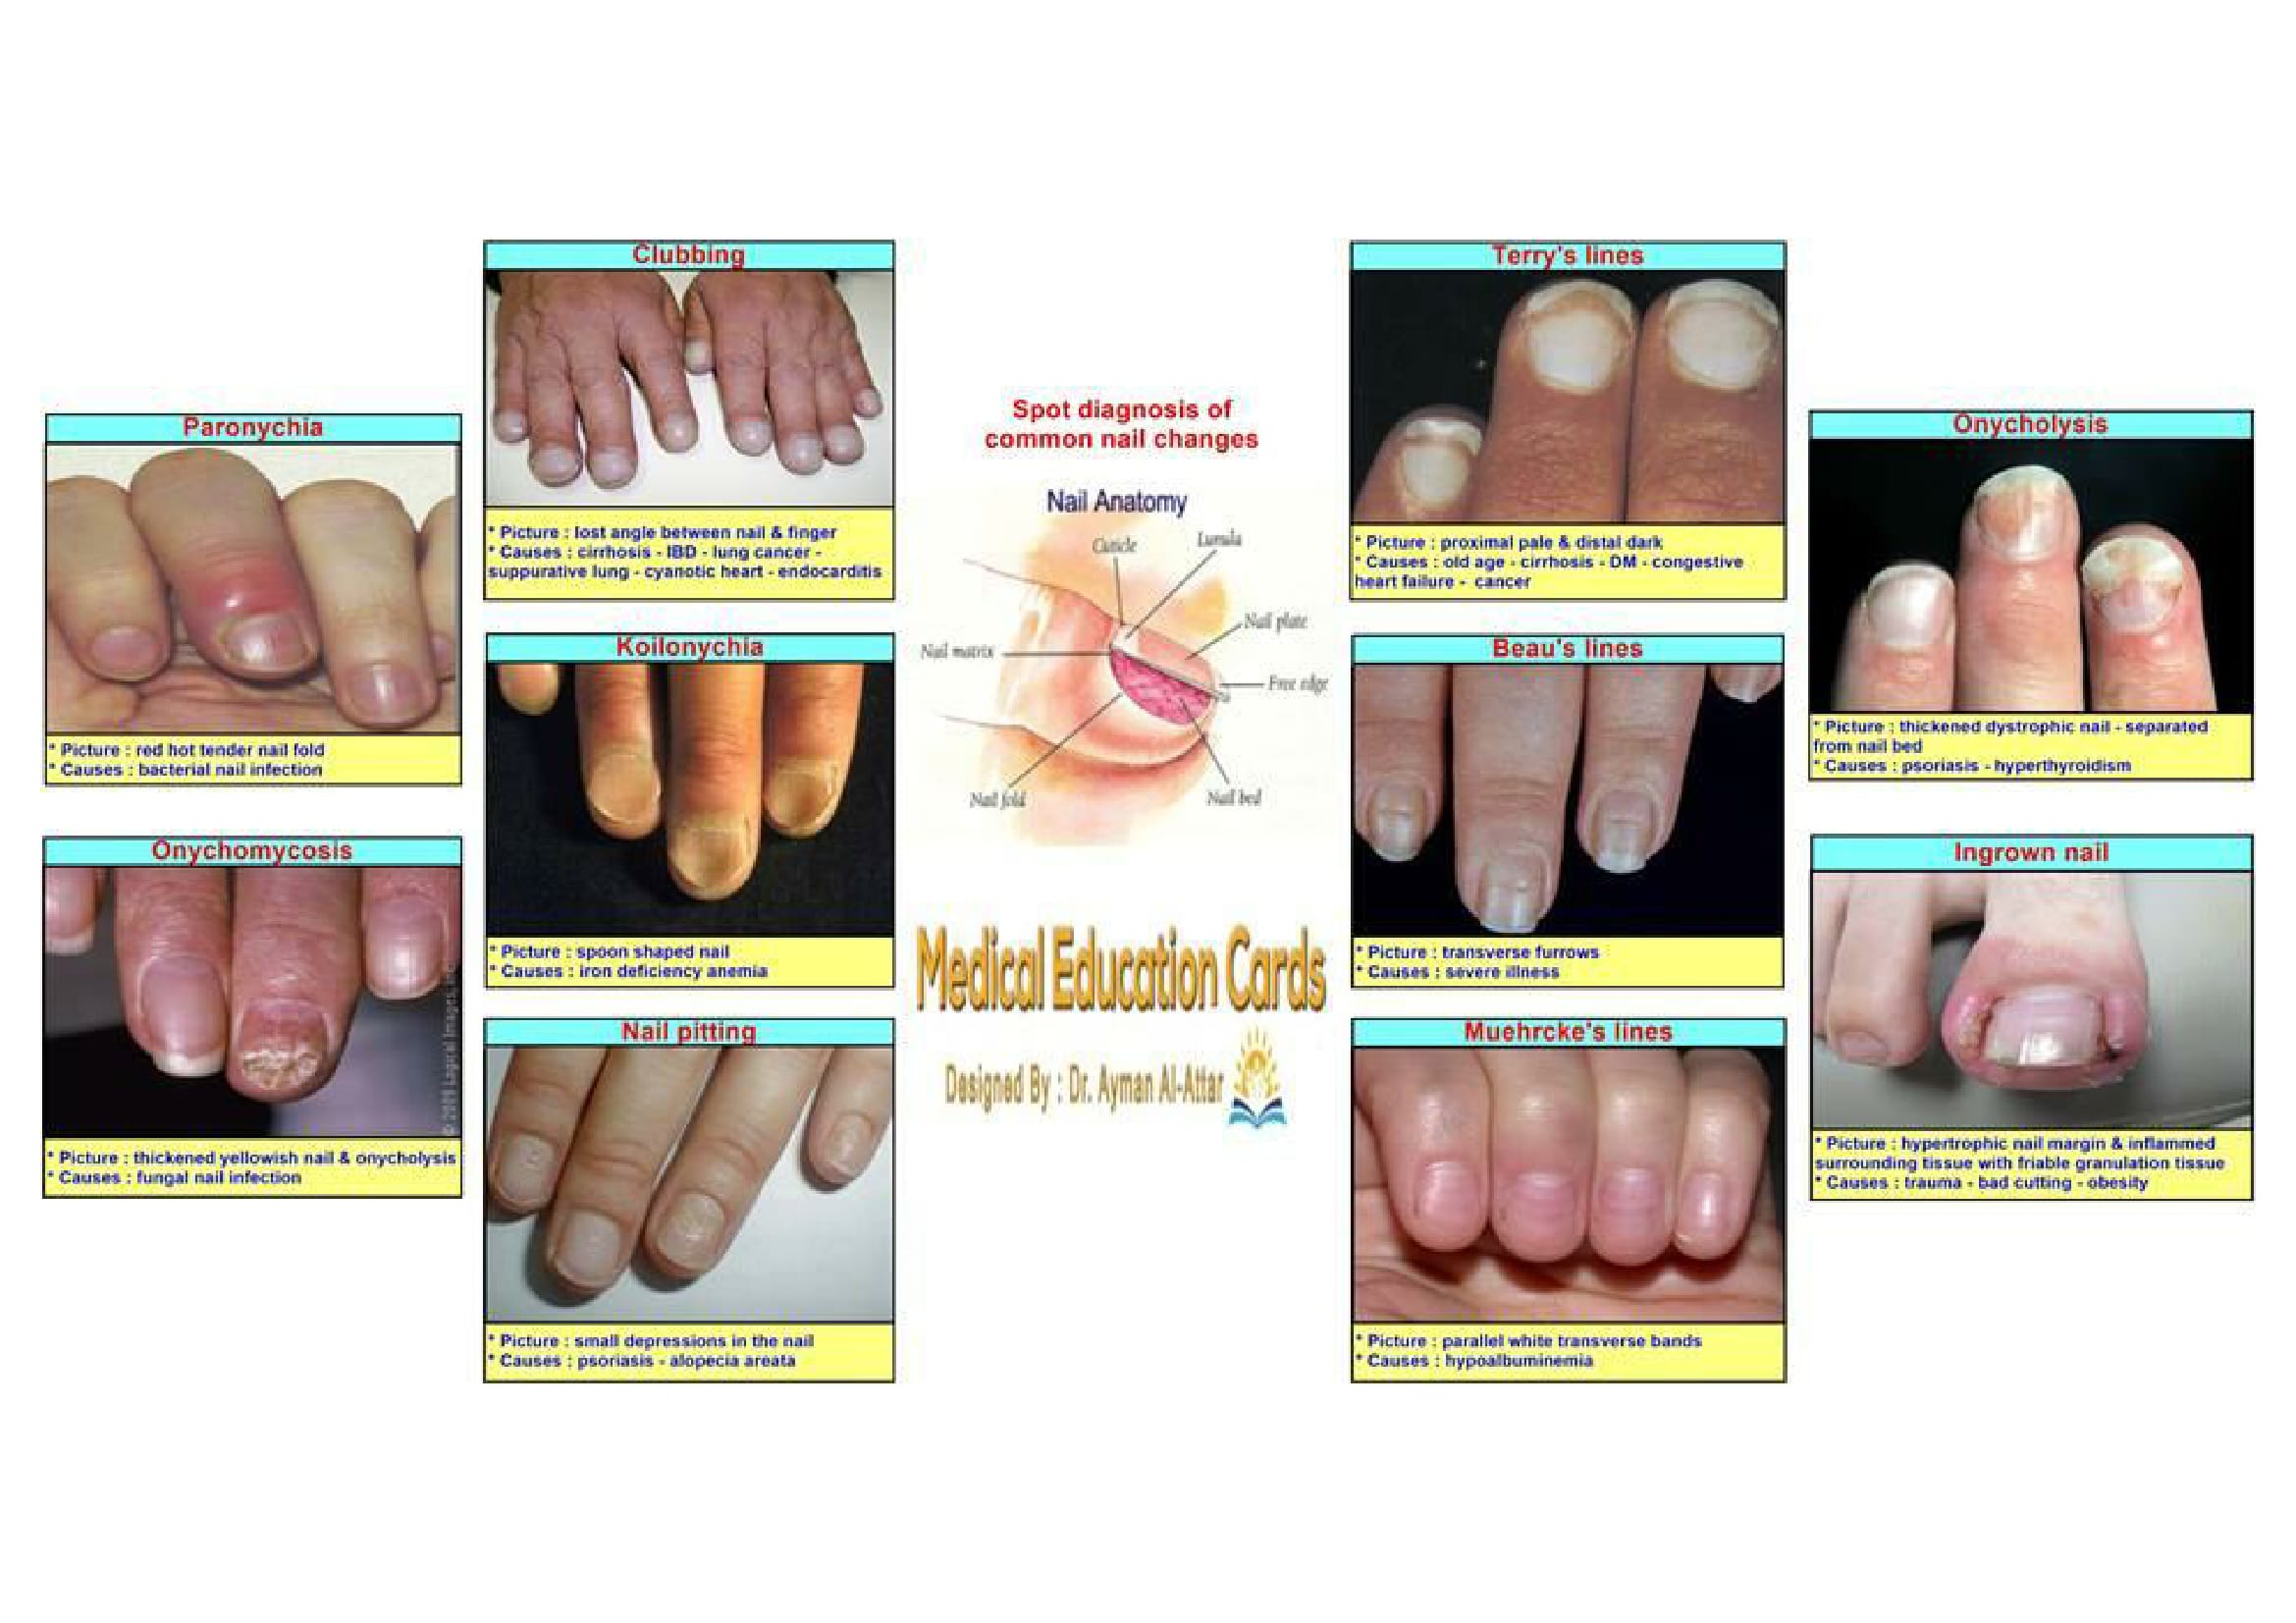 Spot diagnosis of
common nail changes
Nail Anatomy
Cuticle
Lunula
Nail plate
Nail matrix
Free edge
Nail fold
Nail bed
Medical Education Cards
Designed By : Dr. Ayman Al-Attar
Paronychia
* Picture : red hot tender nail fold
* Causes : bacterial nail infection
Onychomycosis
* Picture : thickened yellowish nail & onycholysis
* Causes : fungal nail infection
Clubbing
* Picture : lost angle between nail & finger
* Causes : cirrhosis - IBD - lung cancer -
suppurative lung - cyanotic heart - endocarditis
Koilonychia
* Picture : spoon shaped nail
* Causes : iron deficiency anemia
Nail pitting
* Picture : small depressions in the nail
* Causes : psoriasis - alopecia areata
Terry's lines
* Picture : proximal pale & distal dark
* Causes : old age - cirrhosis - DM - congestive
heart failure - cancer
Beau's lines
* Picture : transverse furrows
* Causes : severe illness
Muehrcke's lines
* Picture : parallel white transverse bands
* Causes : hypoalbuminemia
Onycholysis
* Picture : thickened dystrophic nail - separated
from nail bed
* Causes : psoriasis - hyperthyroidism
Ingrown nail
* Picture : hypertrophic nail margin & inflammed
surrounding tissue with friable granulation tissue
* Causes : trauma - bad cutting - obesity